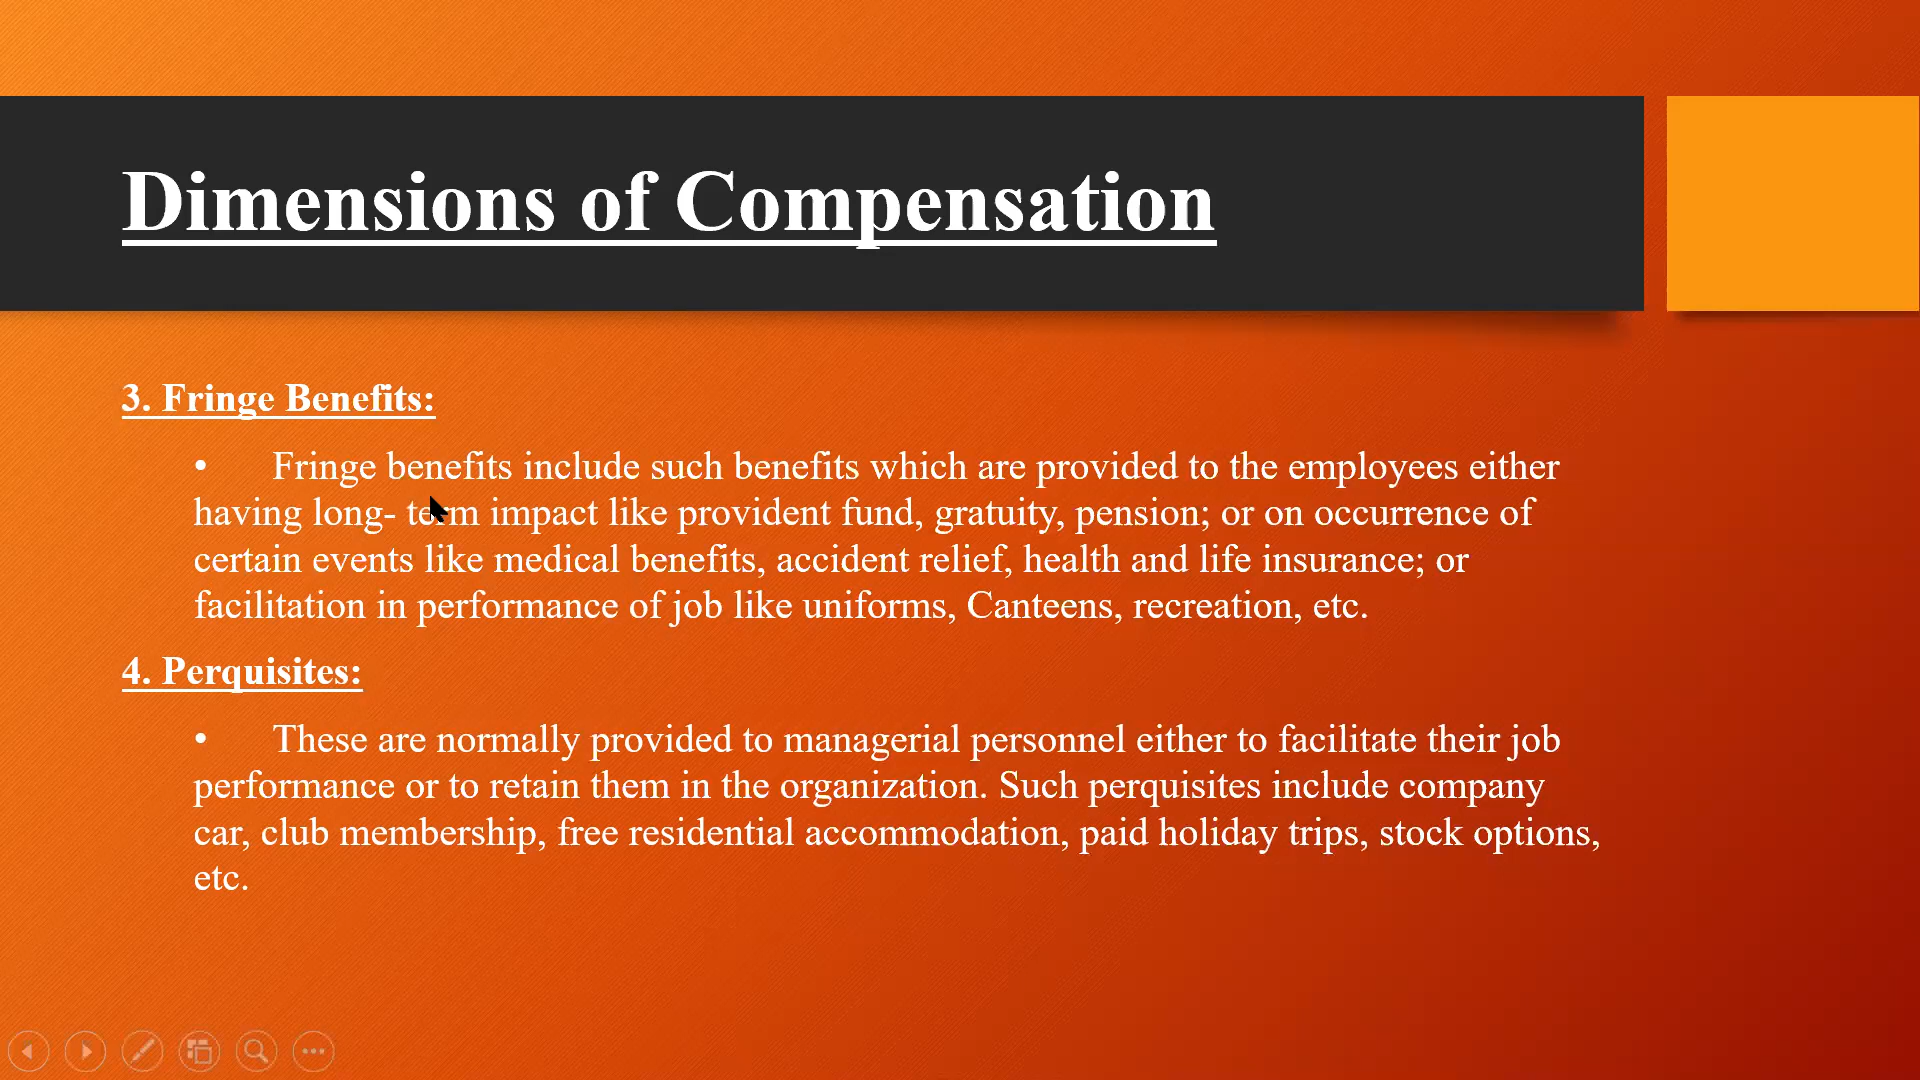 Dimensions of Compensation
3. Fringe Benefits:
• Fringe benefits include such benefits which are provided to the employees either
having long- term impact like provident fund, gratuity, pension; or on occurrence of
certain events like medical benefits, accident relief, health and life insurance; or
facilitation in performance of job like uniforms, Canteens, recreation, etc.
4. Perquisites:
• These are normally provided to managerial personnel either to facilitate their job
performance or to retain them in the organization. Such perquisites include company
car, club membership, free residential accommodation, paid holiday trips, stock options,
etc.